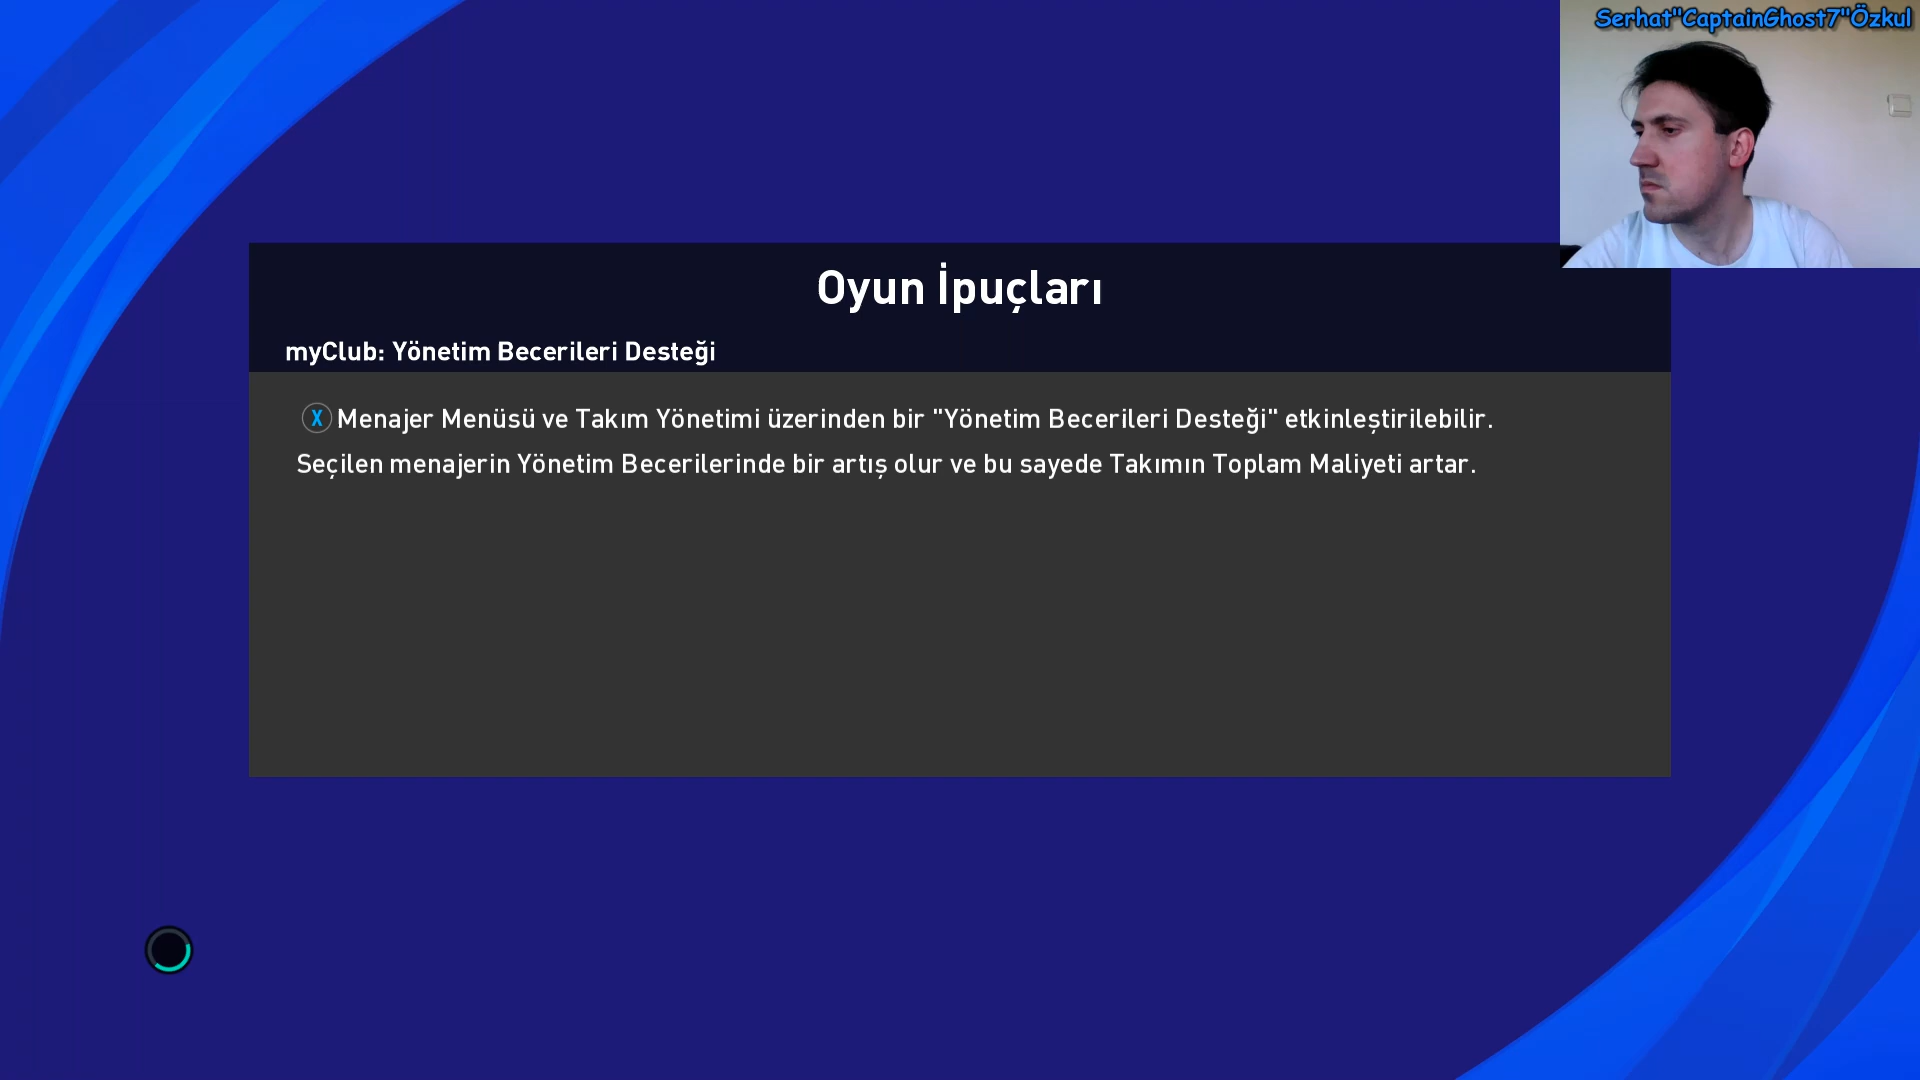 Serhat"CaptainGhost7"Özkul
Oyun İpuçları
myClub: Yönetim Becerileri Desteği
X Menajer Menüsü ve Takım Yönetimi üzerinden bir "Yönetim Becerileri Desteği" etkinleştirilebilir.
Seçilen menajerin Yönetim Becerilerinde bir artış olur ve bu sayede Takımın Toplam Maliyeti artar.